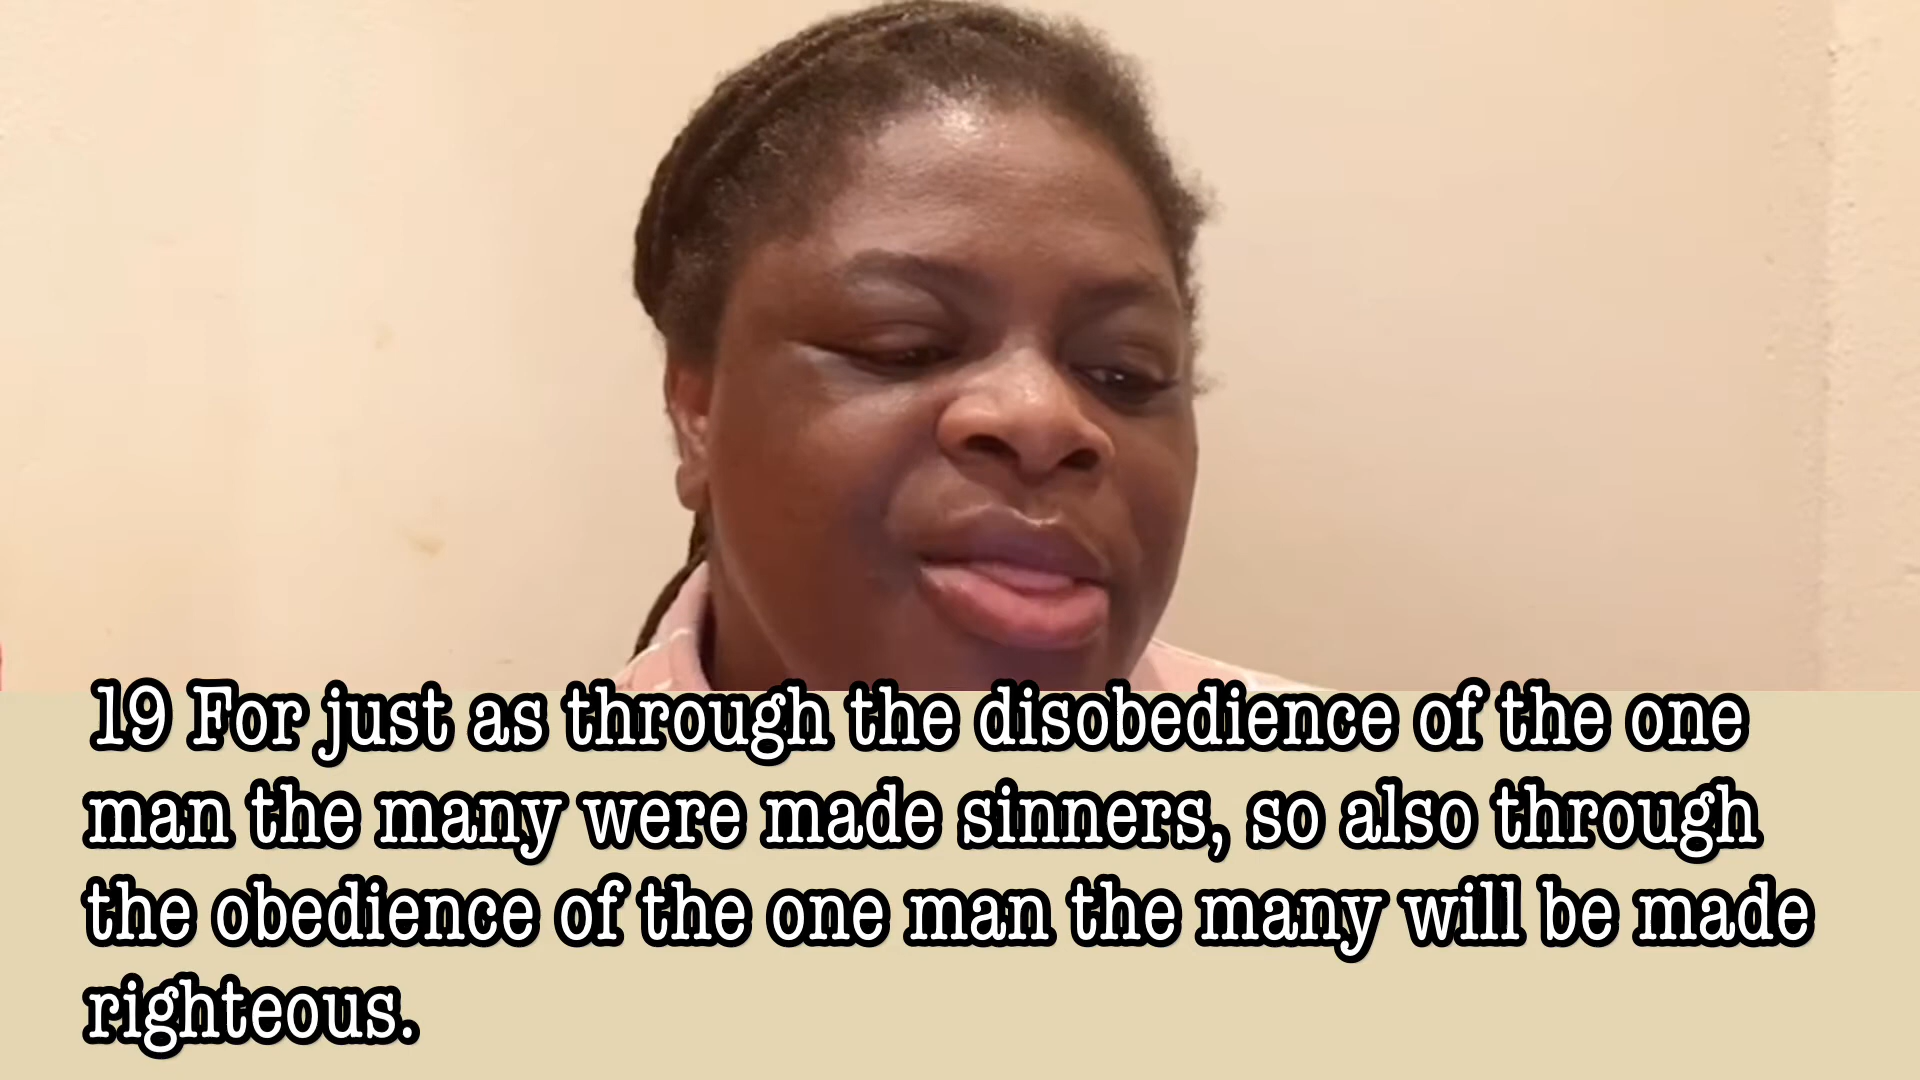 19 For just as through the disobedience of the one
man the many were made sinners, so also through
the obedience of the one man the many will be made
righteous.